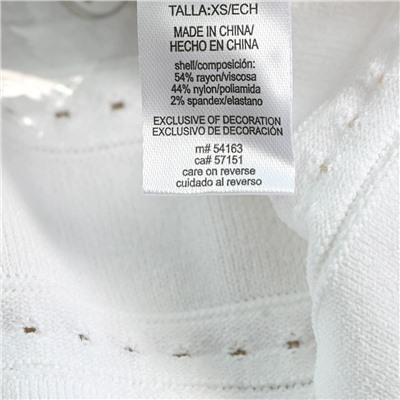 TALLA:XS/ECH
MADE IN CHINA/
HECHO EN CHINA
shell/composición:
54% rayon/viscosa
44% nylon/poliamida
2% spandex/elastano
EXCLUSIVE OF DECORATION
EXCLUSIVO DE DECORACIÓN
m# 54163
ca# 57151
care on reverse
cuidado al reverso